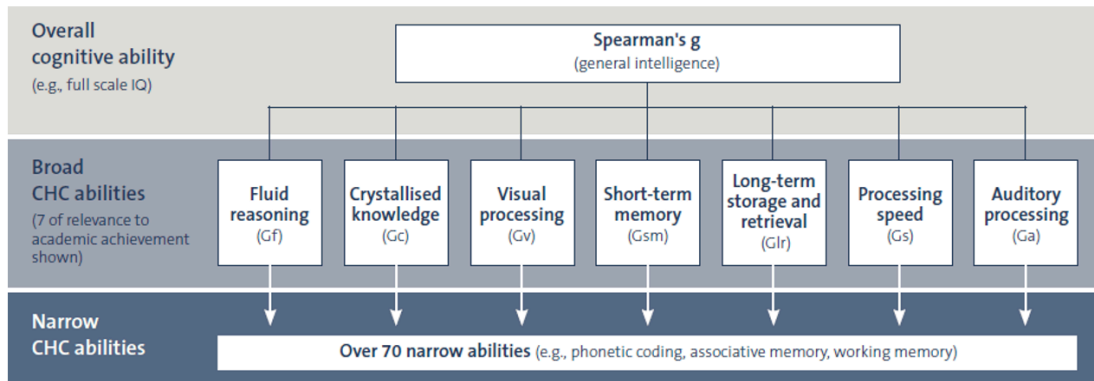 Overall
cognitive ability
(e.g., full scale IQ)
Spearman's g
(general intelligence)
Broad
CHC abilities
(7 of relevance to
academic achievement
shown)
Fluid
reasoning
(Gf)
Crystallised
knowledge
(Gc)
Visual
processing
(Gv)
Short-term
memory
(Gsm)
Long-term
storage and
retrieval
(Glr)
Processing
speed
(Gs)
Auditory
processing
(Ga)
Narrow
CHC abilities
Over 70 narrow abilities (e.g., phonetic coding, associative memory, working memory)